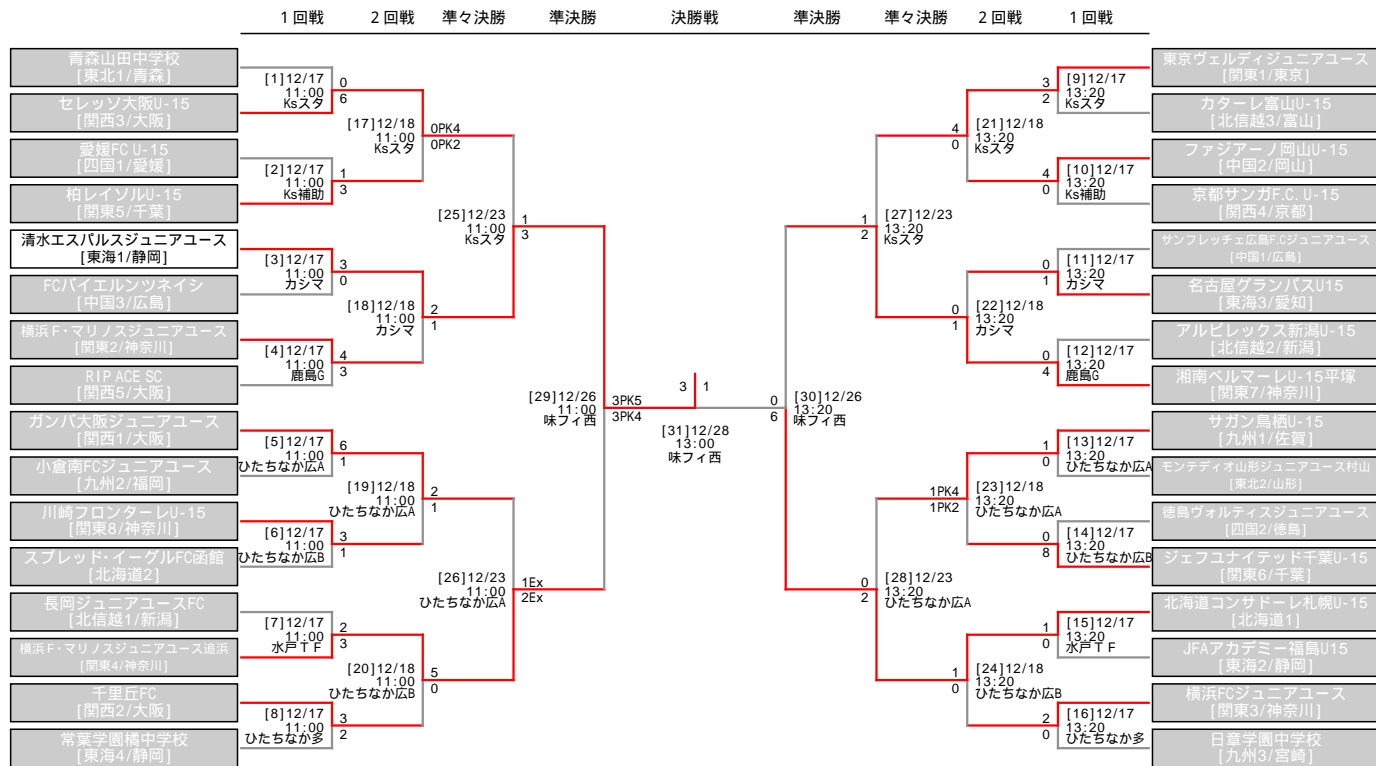 1回戦 2回戦 準々決勝 準決勝 決勝戦 準決勝 準々決勝 2回戦 1回戦
青森山田中学校
[東北1/青森]
セレッソ大阪U-15
[関西3/大阪]
愛媛FC U-15
[四国1/愛媛]
柏レイソルU-15
[関東5/千葉]
清水エスパルスジュニアユース
[東海1/静岡]
FCバイエルンツネイシ
[中国3/広島]
横浜F・マリノスジュニアユース
[関東2/神奈川]
RIP ACE SC
[関西5/大阪]
ガンバ大阪ジュニアユース
[関西1/大阪]
小倉南FCジュニアユース
[九州2/福岡]
川崎フロンターレU-15
[関東8/神奈川]
スプレッド・イーグルFC函館
[北海道2]
長岡ジュニアユースFC
[北信越1/新潟]
横浜F・マリノスジュニアユース追浜
[関東4/神奈川]
千里丘FC
[関西2/大阪]
常葉学園橘中学校
[東海4/静岡]
[1]12/17
11:00
Ksスタ
0
6
[2]12/17
11:00
Ks補助
1
3
[3]12/17
11:00
カシマ
3
0
[4]12/17
11:00
鹿島G
4
3
[5]12/17
11:00
ひたちなか広A
6
1
[6]12/17
11:00
ひたちなか広B
3
1
[7]12/17
11:00
水戸TF
2
3
[8]12/17
11:00
ひたちなか多
3
2
[17]12/18
11:00
Ksスタ
0PK4
0PK2
[18]12/18
11:00
カシマ
2
1
[19]12/18
11:00
ひたちなか広A
2
1
[20]12/18
11:00
ひたちなか広B
5
0
[25]12/23
11:00
Ksスタ
1
3
[26]12/23
11:00
ひたちなか広A
1Ex
2Ex
[29]12/26
11:00
味フィ西
3PK5
3PK4
3 1
[31]12/28
13:00
味フィ西
0
6
[30]12/26
13:20
味フィ西
1
2
[27]12/23
13:20
Ksスタ
0
2
[28]12/23
13:20
ひたちなか広A
4
0
[21]12/18
13:20
Ksスタ
0
1
[22]12/18
13:20
カシマ
1PK4
1PK2
[23]12/18
13:20
ひたちなか広A
1
0
[24]12/18
13:20
ひたちなか広B
3
2
[9]12/17
13:20
Ksスタ
4
0
[10]12/17
13:20
Ks補助
0
1
[11]12/17
13:20
カシマ
0
4
[12]12/17
13:20
鹿島G
1
0
[13]12/17
13:20
ひたちなか広A
0
8
[14]12/17
13:20
ひたちなか広B
1
0
[15]12/17
13:20
水戸TF
2
0
[16]12/17
13:20
ひたちなか多
東京ヴェルディジュニアユース
[関東1/東京]
カターレ富山U-15
[北信越3/富山]
ファジアーノ岡山U-15
[中国2/岡山]
京都サンガF.C. U-15
[関西4/京都]
サンフレッチェ広島F.Cジュニアユース
[中国1/広島]
名古屋グランパスU15
[東海3/愛知]
アルビレックス新潟U-15
[北信越2/新潟]
湘南ベルマーレU-15平塚
[関東7/神奈川]
サガン鳥栖U-15
[九州1/佐賀]
モンテディオ山形ジュニアユース村山
[東北2/山形]
徳島ヴォルティスジュニアユース
[四国2/徳島]
ジェフユナイテッド千葉U-15
[関東6/千葉]
北海道コンサドーレ札幌U-15
[北海道1]
JFAアカデミー福島U15
[東海2/静岡]
横浜FCジュニアユース
[関東3/神奈川]
日章学園中学校
[九州3/宮崎]